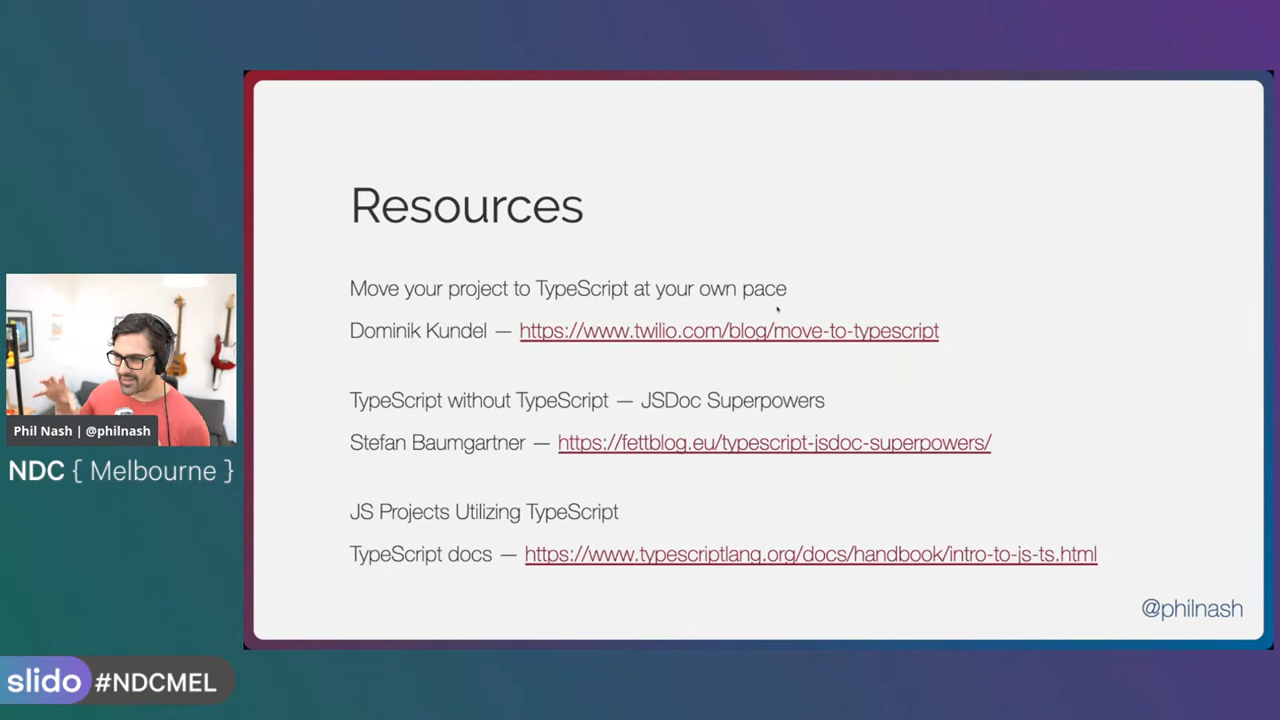 Resources
Move your project to TypeScript at your own pace
Dominik Kundel — https://www.twilio.com/blog/move-to-typescript
TypeScript without TypeScript — JSDoc Superpowers
Stefan Baumgartner — https://fettblog.eu/typescript-jsdoc-superpowers/
JS Projects Utilizing TypeScript
TypeScript docs — https://www.typescriptlang.org/docs/handbook/intro-to-js-ts.html
@philnash
Phil Nash | @philnash
NDC { Melbourne }
slido #NDCMEL